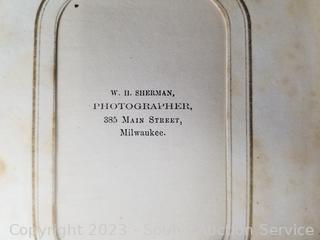 W. H. SHERMAN,
PHOTOGRAPHER,
385 MAIN STREET,
Milwaukee.
Copyright 2023 - South Auction Service